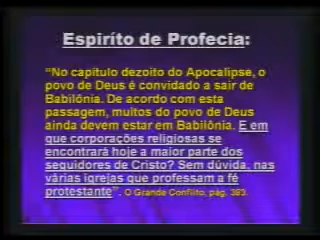 Espiríto de Profecia:
“No capítulo dezoito do Apocalipse, o
povo de Deus é convidado a sair de
Babilônia. De acordo com esta
passagem, muitos do povo de Deus
ainda devem estar em Babilônia. E em
que corporações religiosas se
encontrará hoje a maior parte dos
seguidores de Cristo? Sem dúvida, nas
várias igrejas que professam a fé
protestante”. O Grande Conflito, pág. 383.